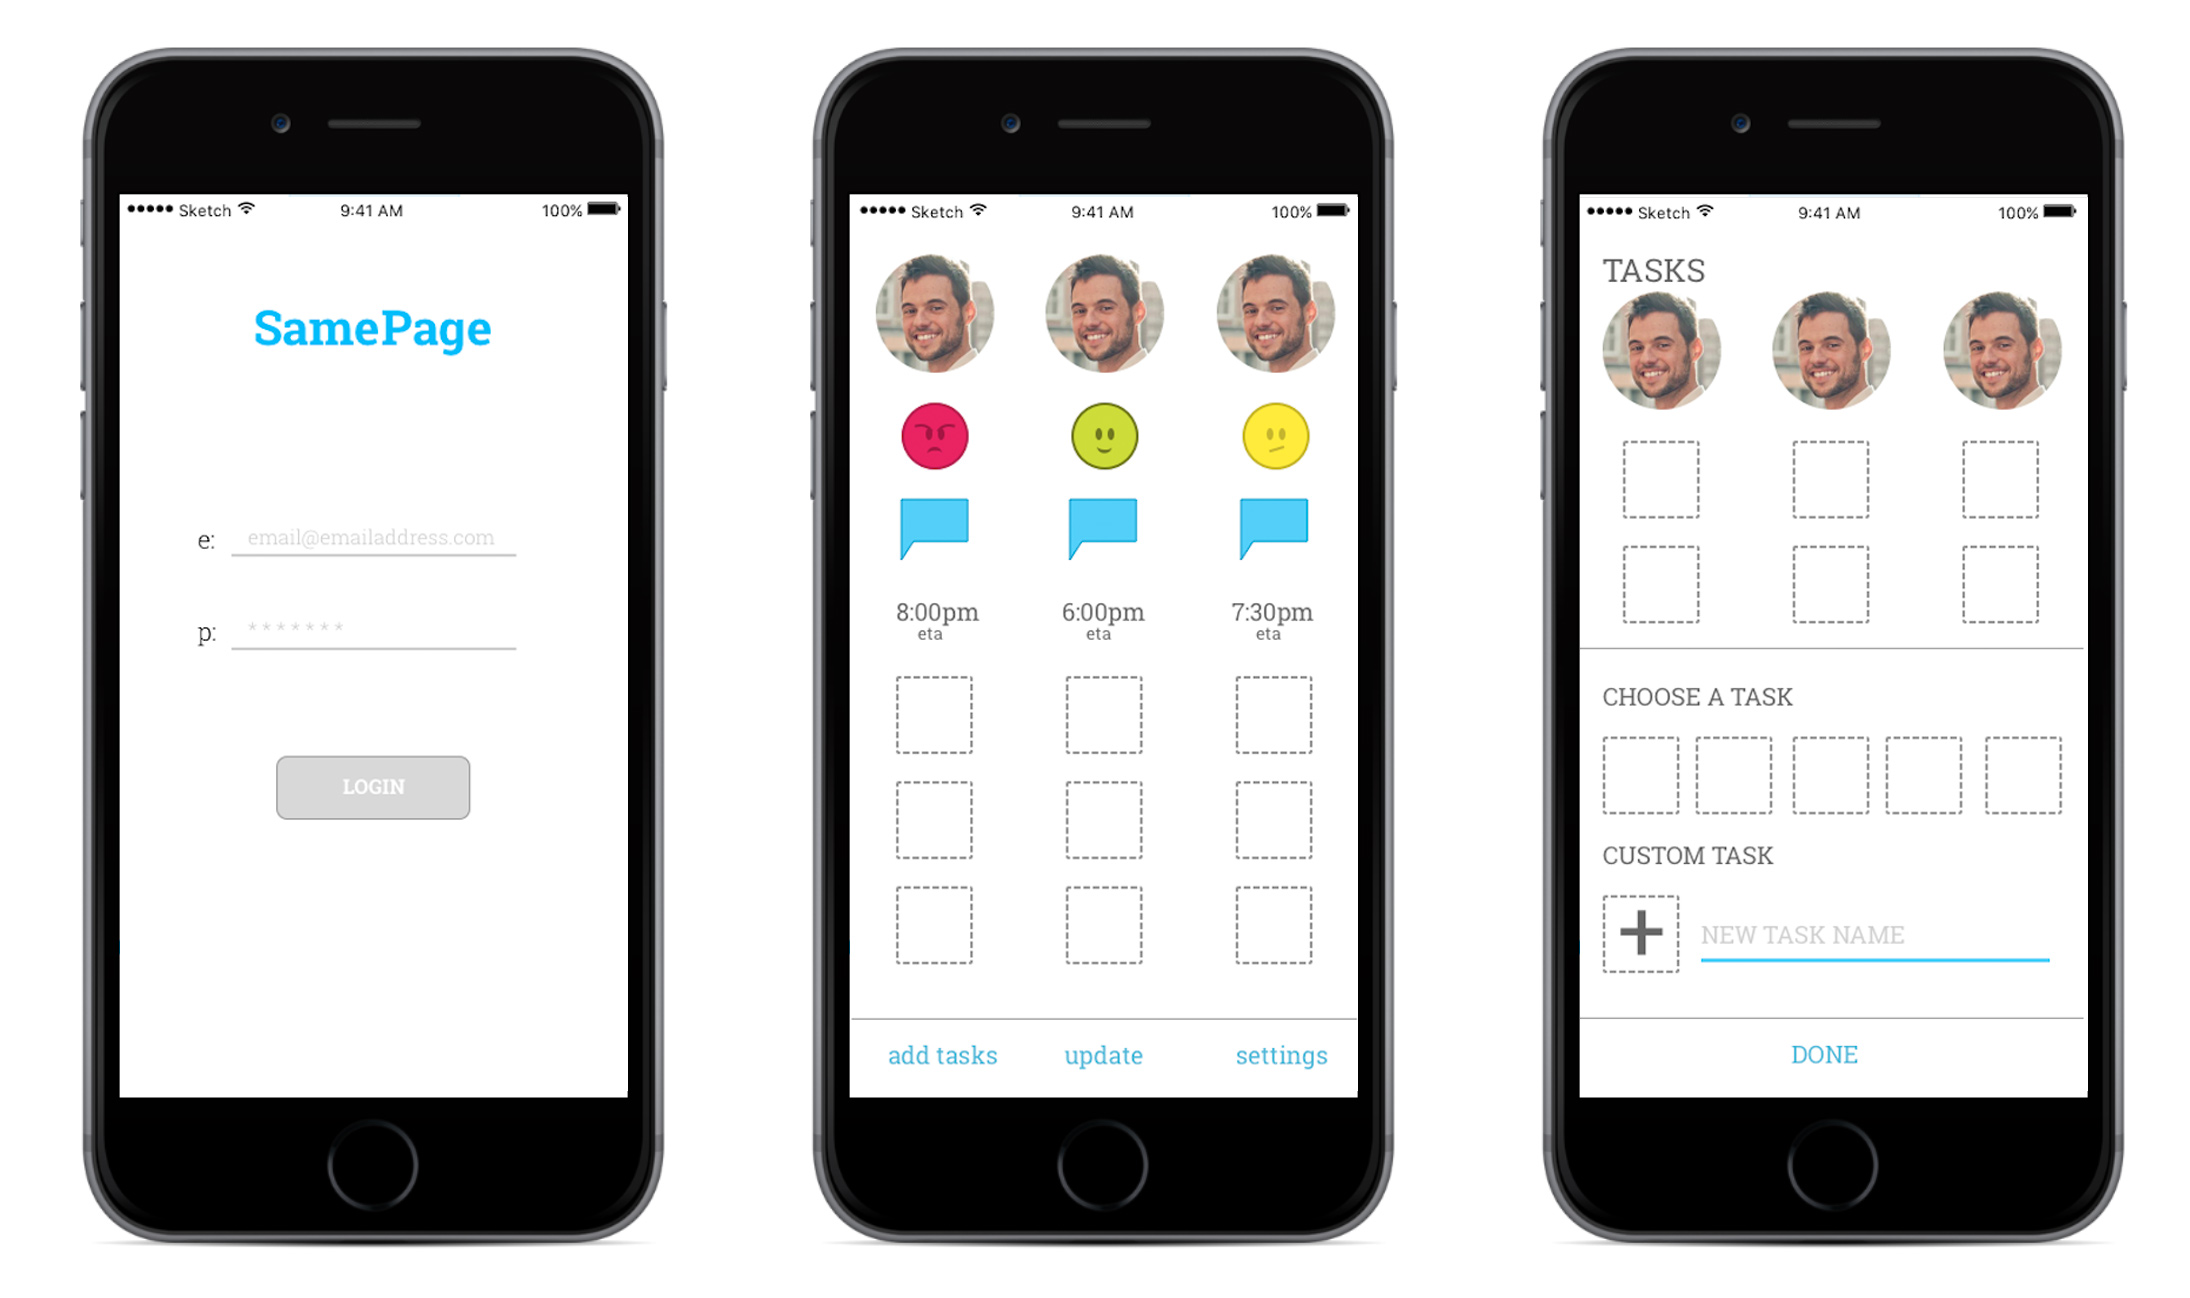 Sketch 9:41 AM 100%
SamePage
e: email@emailaddress.com
p: *******
LOGIN
Sketch 9:41 AM 100%
8:00pm 6:00pm 7:30pm
eta eta eta
add tasks update settings
Sketch 9:41 AM 100%
TASKS
CHOOSE A TASK
CUSTOM TASK
+ NEW TASK NAME
DONE